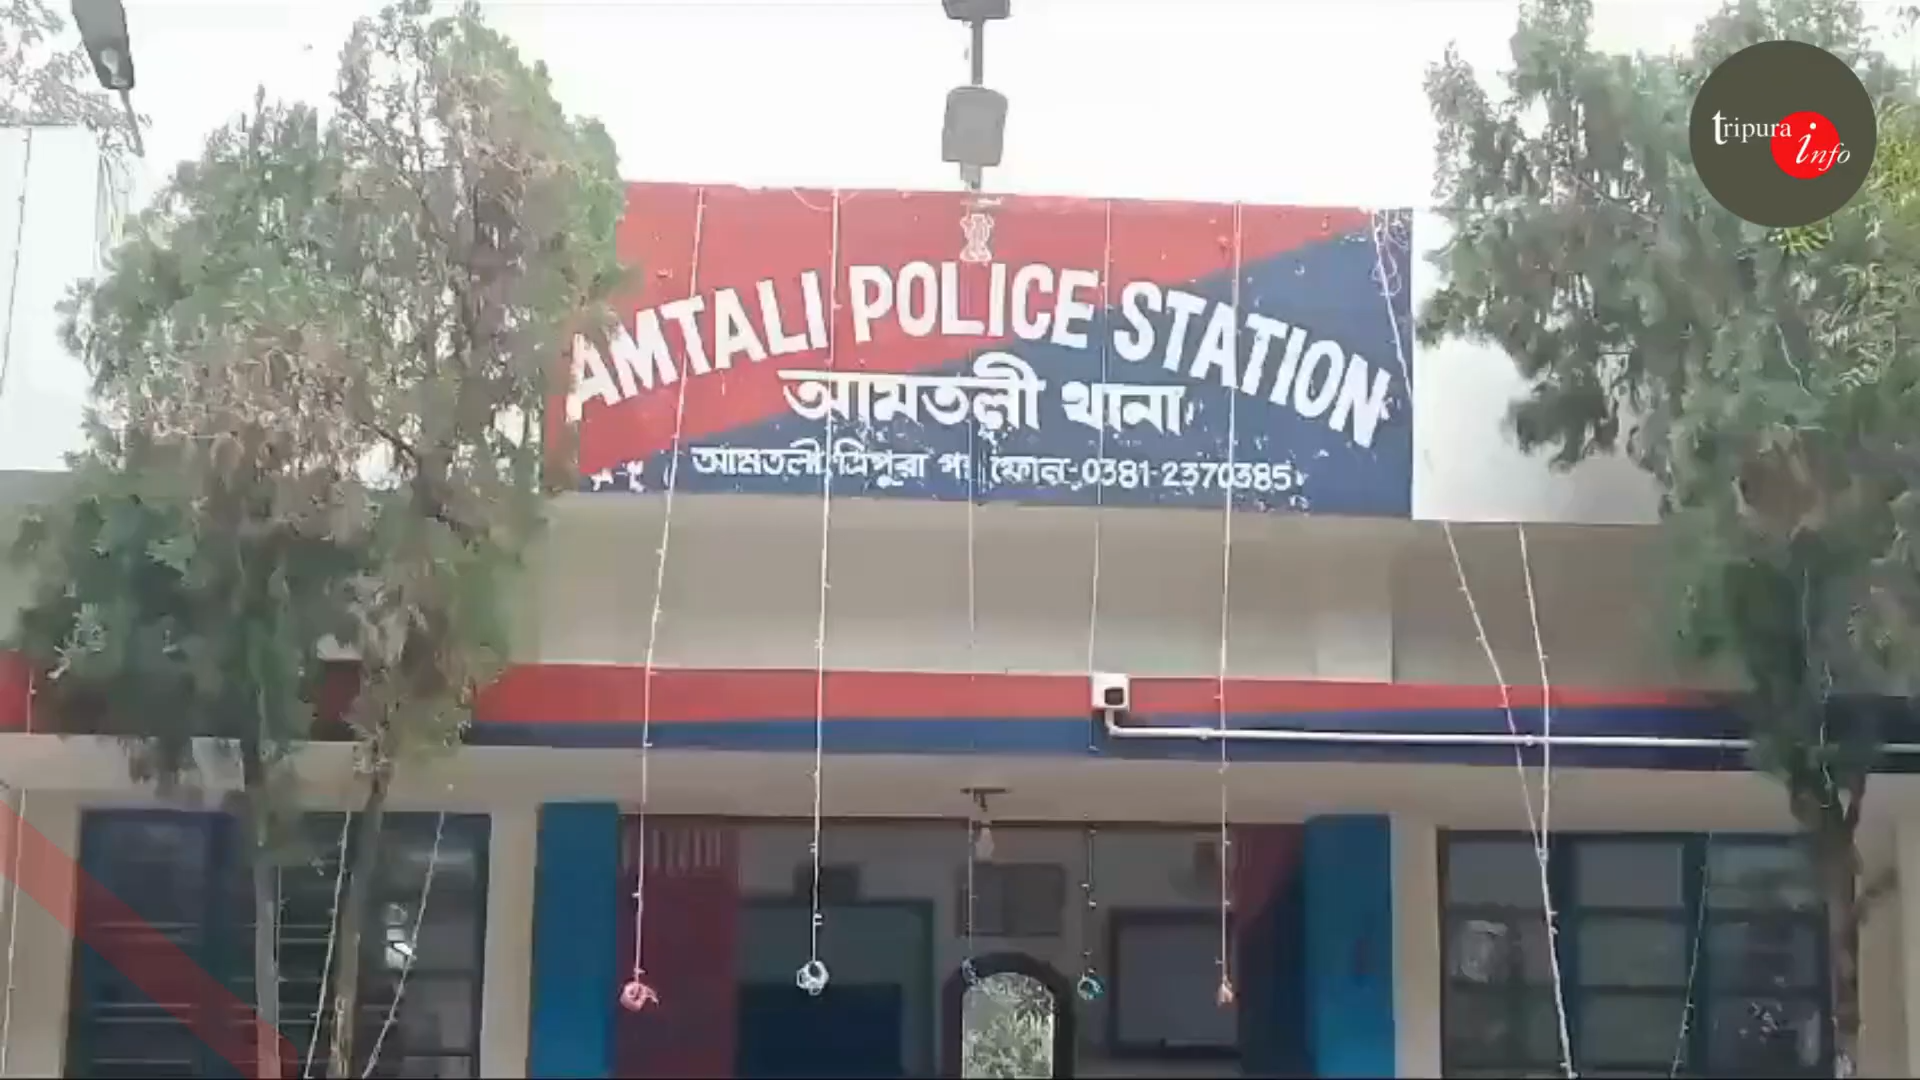 AMTALI POLICE STATION
আমতলী থানা
আমতলী, ত্রিপুরা ফোন-0381-2370385
tripura
info